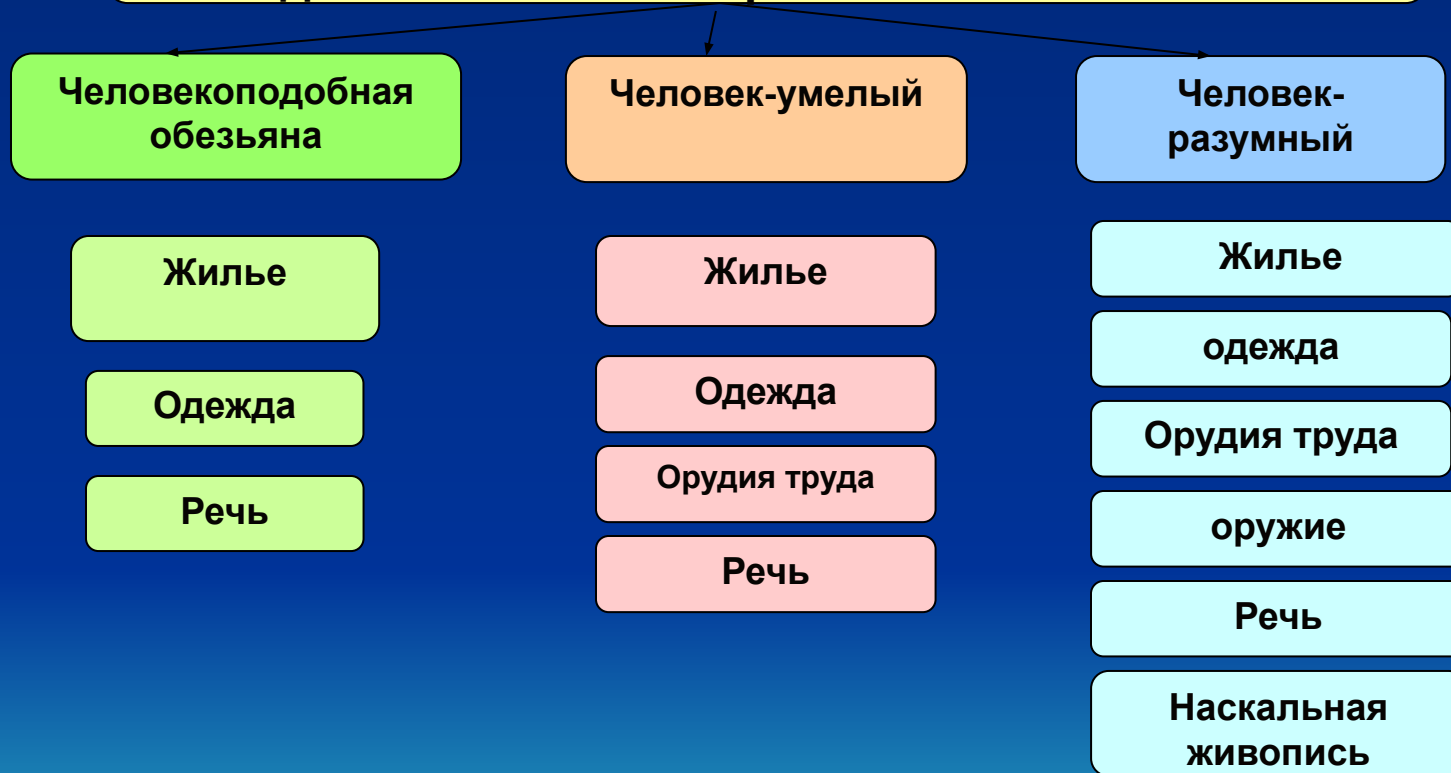 Человекоподобная
обезьяна
Жилье
Одежда
Речь
Человек-умелый
Жилье
Одежда
Орудия труда
Речь
Человек-
разумный
Жилье
одежда
Орудия труда
оружие
Речь
Наскальная
живопись